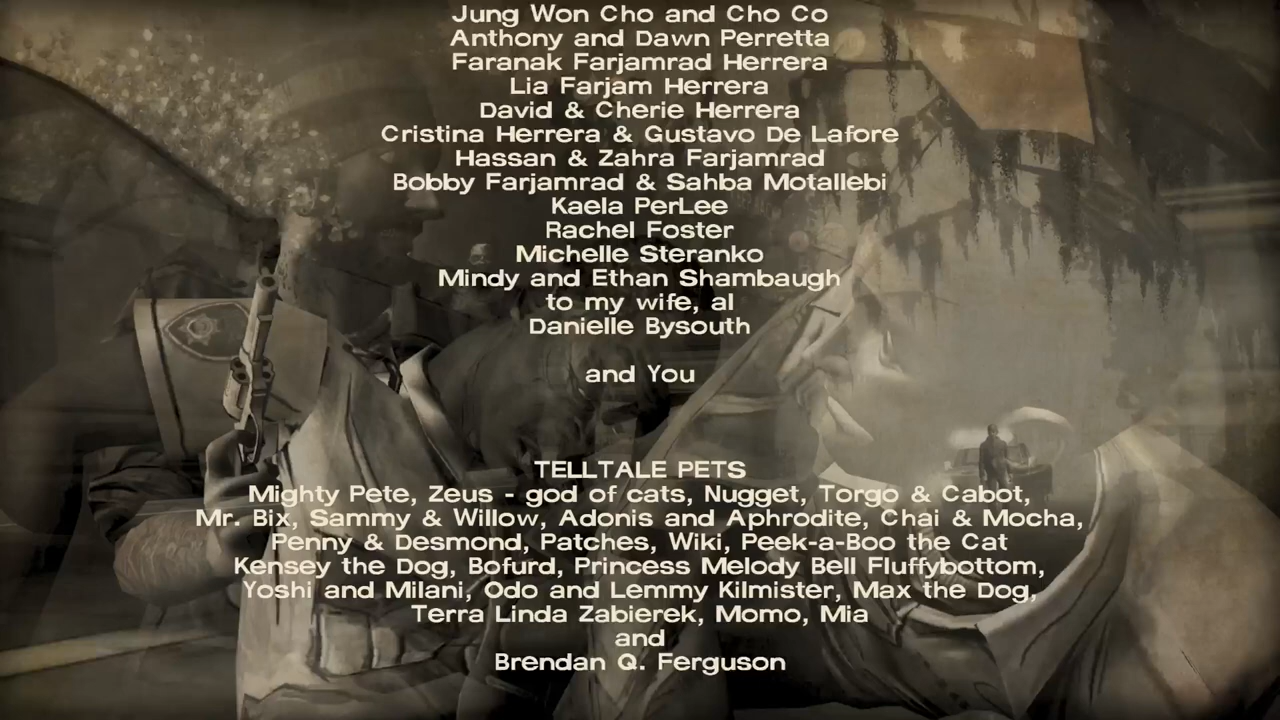 Jung Won Cho and Cho Co
Anthony and Dawn Perretta
Faranak Farjamrad Herrera
Lia Farjam Herrera
David & Cherie Herrera
Cristina Herrera & Gustavo De Lafore
Hassan & Zahra Farjamrad
Bobby Farjamrad & Sahba Motallebi
Kaela PerLee
Rachel Foster
Michelle Steranko
Mindy and Ethan Shambaugh
to my wife, al
Danielle Bysouth
and You
TELLTALE PETS
Mighty Pete, Zeus - god of cats, Nugget, Torgo & Cabot,
Mr. Bix, Sammy & Willow, Adonis and Aphrodite, Chai & Mocha,
Penny & Desmond, Patches, Wiki, Peek-a-Boo the Cat
Kensey the Dog, Bofurd, Princess Melody Bell Fluffybottom,
Yoshi and Milani, Odo and Lemmy Kilmister, Max the Dog,
Terra Linda Zabierek, Momo, Mia
and
Brendan Q. Ferguson